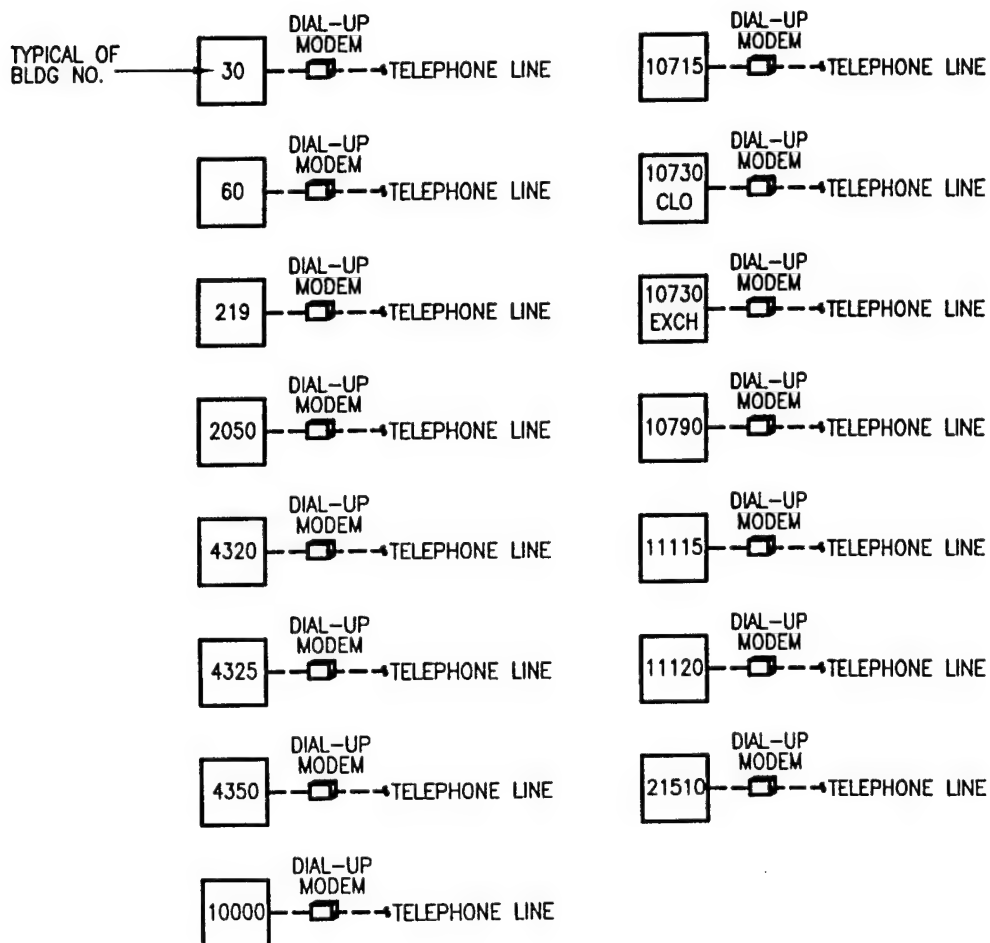 TYPICAL OF
BLDG NO.
30
DIAL-UP
MODEM
TELEPHONE LINE
60
DIAL-UP
MODEM
TELEPHONE LINE
219
DIAL-UP
MODEM
TELEPHONE LINE
2050
DIAL-UP
MODEM
TELEPHONE LINE
4320
DIAL-UP
MODEM
TELEPHONE LINE
4325
DIAL-UP
MODEM
TELEPHONE LINE
4350
DIAL-UP
MODEM
TELEPHONE LINE
10000
DIAL-UP
MODEM
TELEPHONE LINE
10715
DIAL-UP
MODEM
TELEPHONE LINE
10730
CLO
DIAL-UP
MODEM
TELEPHONE LINE
10730
EXCH
DIAL-UP
MODEM
TELEPHONE LINE
10790
DIAL-UP
MODEM
TELEPHONE LINE
11115
DIAL-UP
MODEM
TELEPHONE LINE
11120
DIAL-UP
MODEM
TELEPHONE LINE
21510
DIAL-UP
MODEM
TELEPHONE LINE